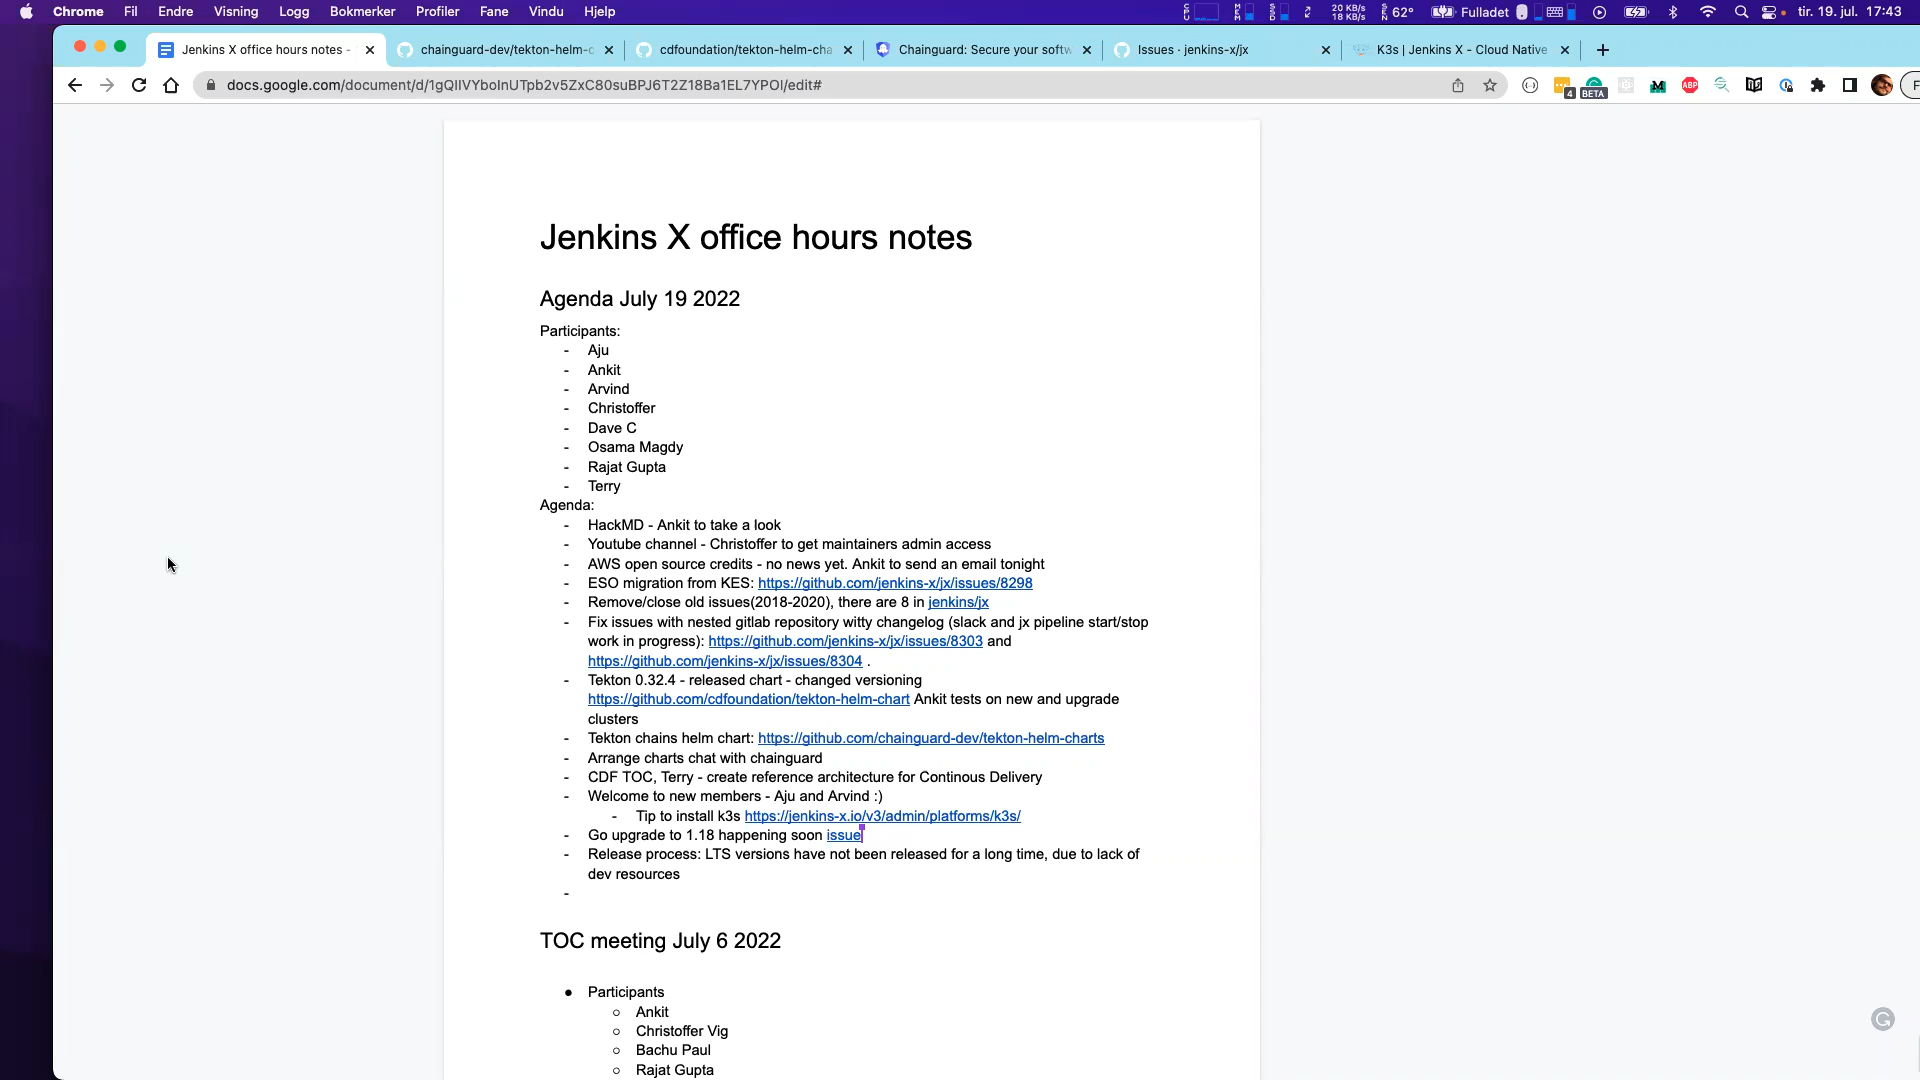 Chrome Fil Endre Visning Logg Bokmerker Profiler Fane Vindu Hjelp 20 KB/s 18 KB/s 62° Fulladet tir. 19. jul. 17:43
Jenkins X office hours notes - chainguard-dev/tekton-helm-c cdfoundation/tekton-helm-cha Chainguard: Secure your softw Issues · jenkins-x/jx K3s | Jenkins X - Cloud Native
docs.google.com/document/d/1gQIIVYbolnUTpb2v5ZxC80suBPJ6T2Z18Ba1EL7YPOI/edit# 4 BETA ABP
Jenkins X office hours notes
Agenda July 19 2022
Participants:
- Aju
- Ankit
- Arvind
- Christoffer
- Dave C
- Osama Magdy
- Rajat Gupta
- Terry
Agenda:
- HackMD - Ankit to take a look
- Youtube channel - Christoffer to get maintainers admin access
- AWS open source credits - no news yet. Ankit to send an email tonight
- ESO migration from KES: https://github.com/jenkins-x/jx/issues/8298
- Remove/close old issues(2018-2020), there are 8 in jenkins/jx
- Fix issues with nested gitlab repository witty changelog (slack and jx pipeline start/stop
work in progress): https://github.com/jenkins-x/jx/issues/8303 and
https://github.com/jenkins-x/jx/issues/8304 .
- Tekton 0.32.4 - released chart - changed versioning
https://github.com/cdfoundation/tekton-helm-chart Ankit tests on new and upgrade
clusters
- Tekton chains helm chart: https://github.com/chainguard-dev/tekton-helm-charts
- Arrange charts chat with chainguard
- CDF TOC, Terry - create reference architecture for Continous Delivery
- Welcome to new members - Aju and Arvind :)
- Tip to install k3s https://jenkins-x.io/v3/admin/platforms/k3s/
- Go upgrade to 1.18 happening soon issue
- Release process: LTS versions have not been released for a long time, due to lack of
dev resources
-
TOC meeting July 6 2022
● Participants
○ Ankit
○ Christoffer Vig
○ Bachu Paul
○ Rajat Gupta